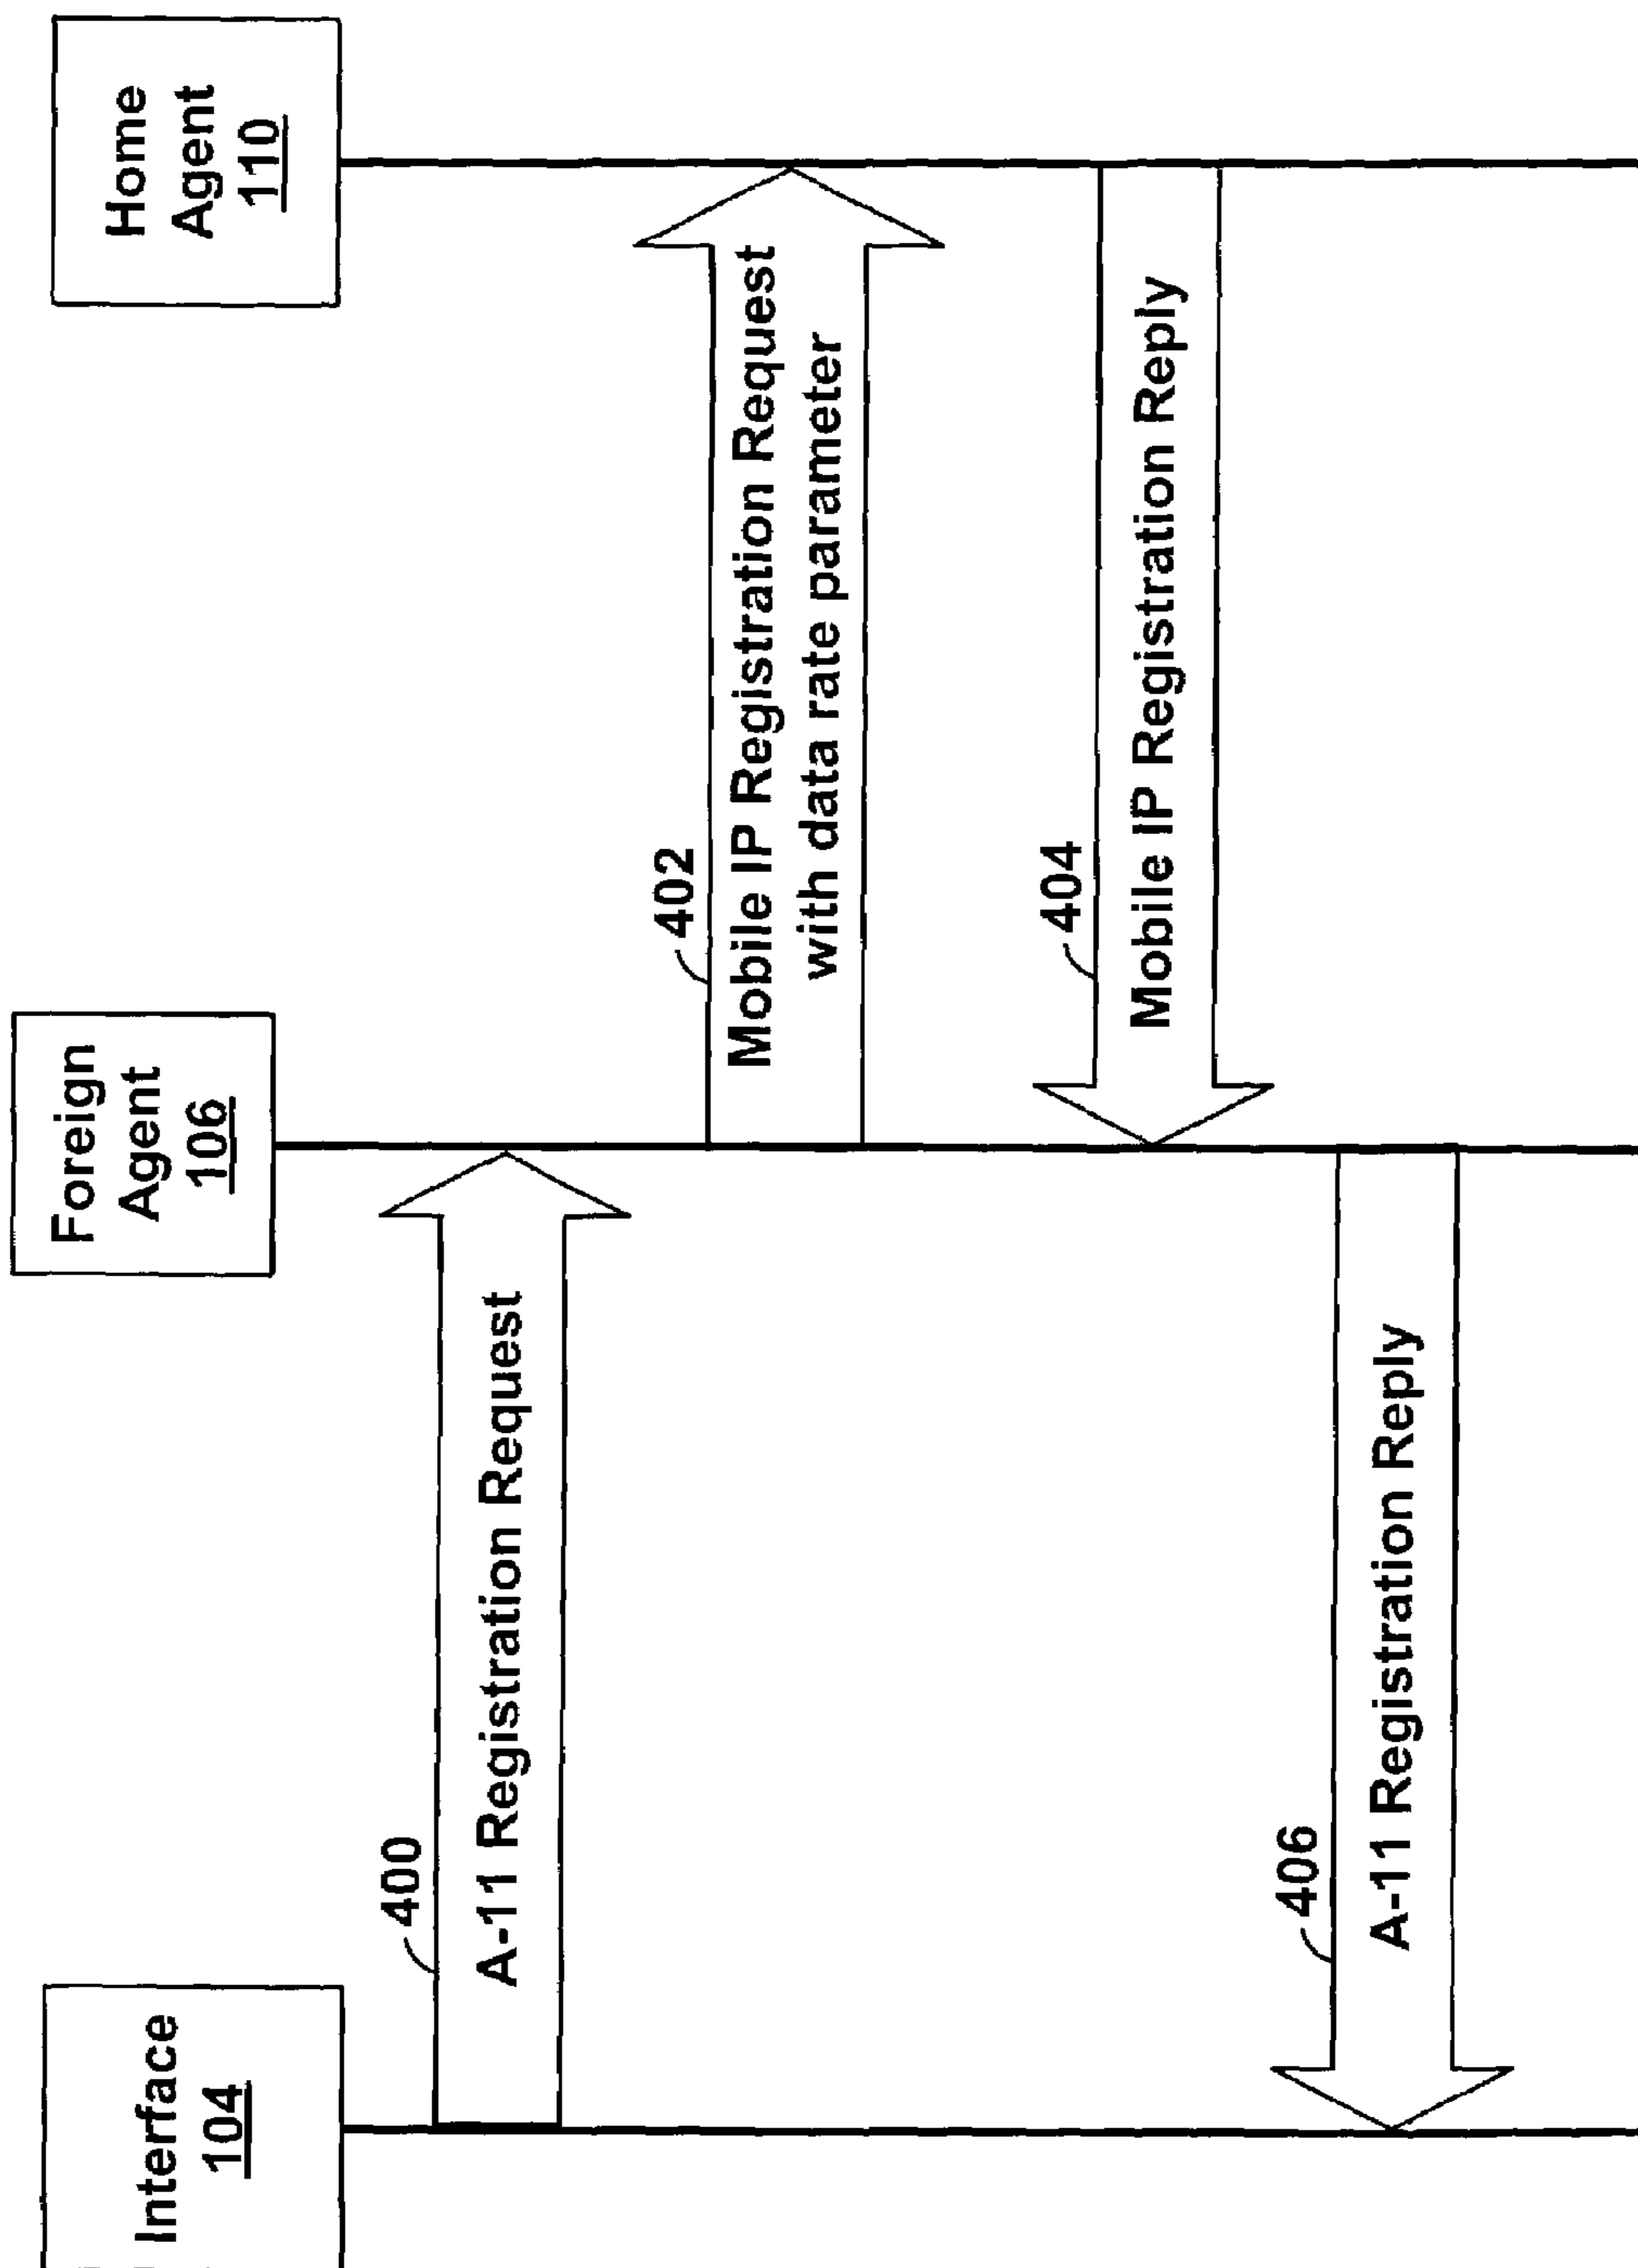 Interface
104
Foreign
Agent
106
Home
Agent
110
400
A-11 Registration Request
402
Mobile IP Registration Request
with data rate parameter
404
Mobile IP Registration Reply
406
A-11 Registration Reply